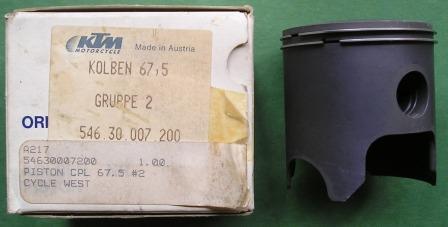 KTM
MOTORCYCLE
Made in Austria
KOLBEN 67,5
GRUPPE 2
ORI
546.30.007.200
A217
54630007200 1.00.
PISTON CPL 67.5 #2
CYCLE WEST